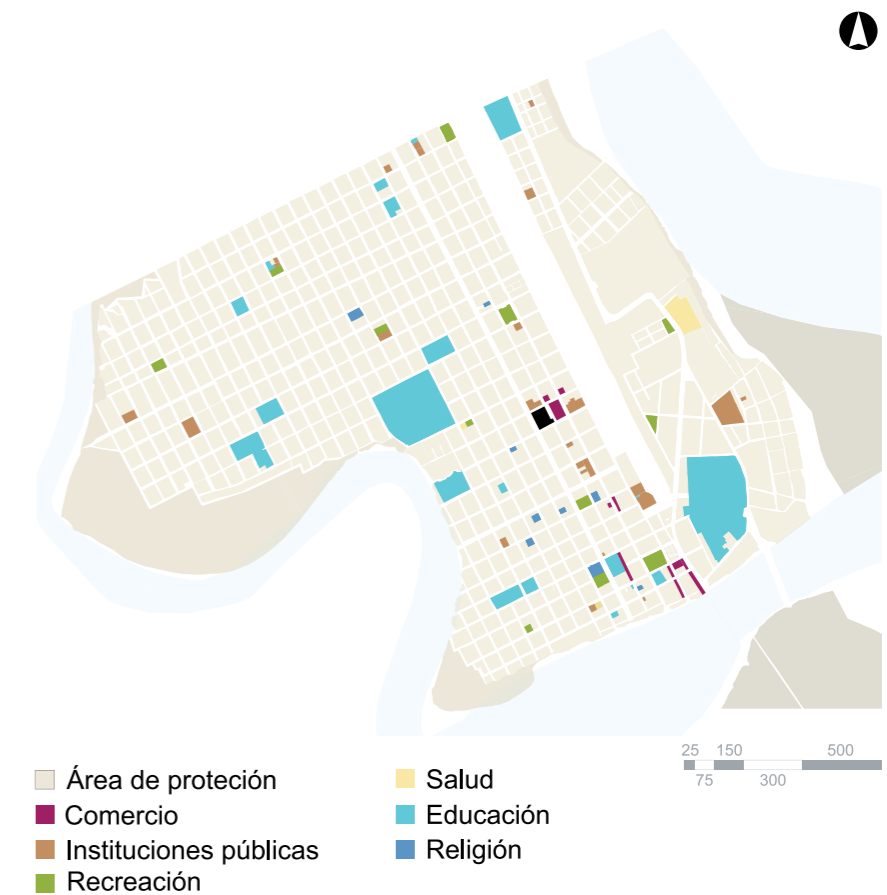 25 150 500
75 300
Área de proteción
Comercio
Instituciones públicas
Recreación
Salud
Educación
Religión